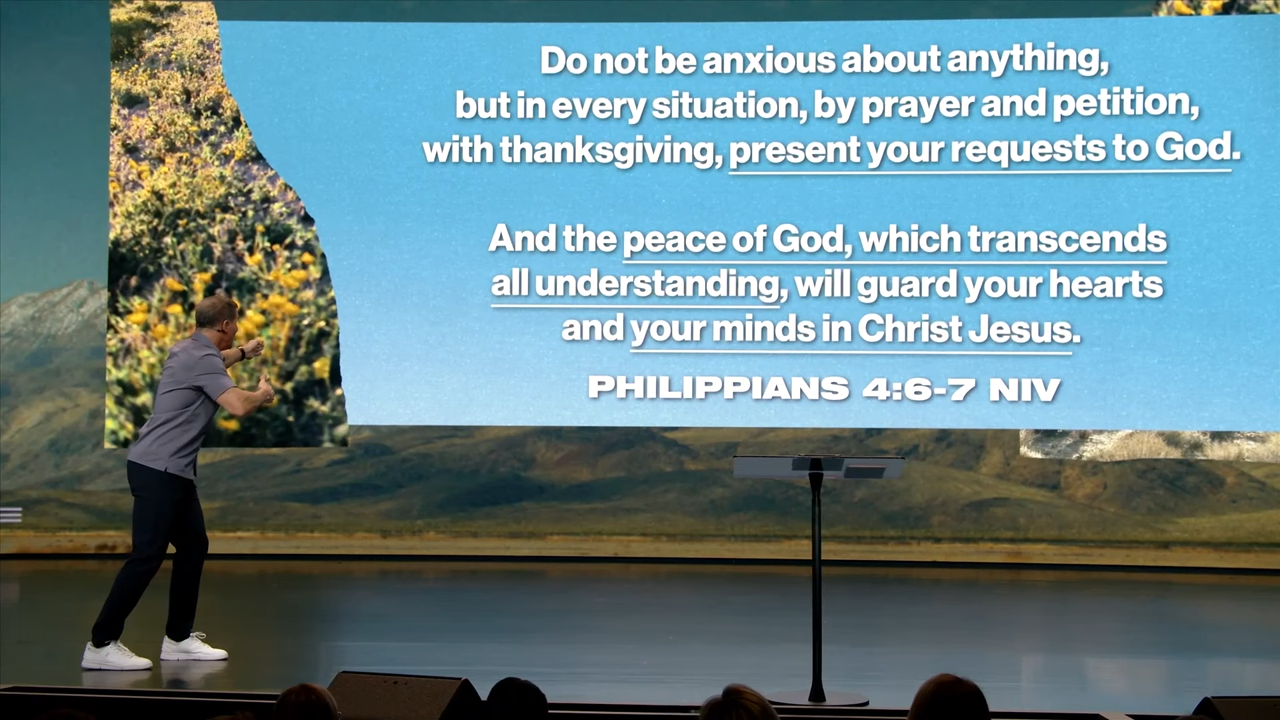 Do not be anxious about anything,
but in every situation, by prayer and petition,
with thanksgiving, present your requests to God.
And the peace of God, which transcends
all understanding, will guard your hearts
and your minds in Christ Jesus.
PHILIPPIANS 4:6-7 NIV